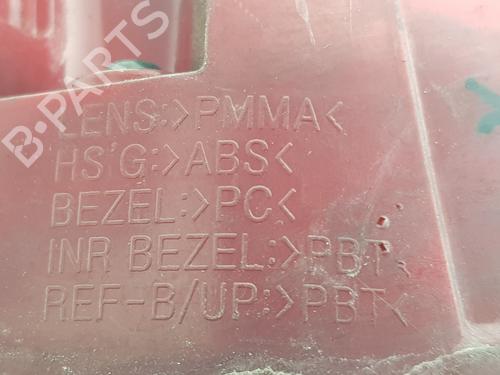 B-PARTS
LENS:>PMMA<
HS'G:>ABS<
BEZEL:>PC<
INR BEZEL:>PBT<
REF-B/UP:>PBT<